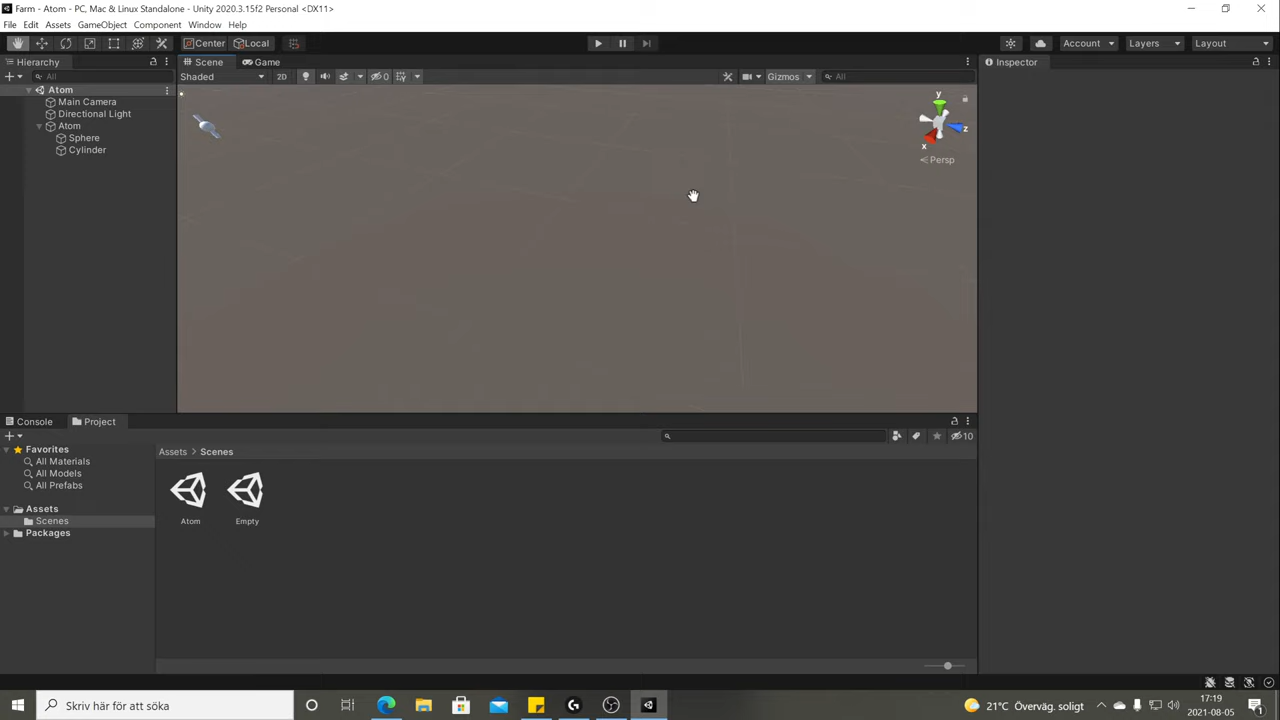 Farm - Atom - PC, Mac & Linux Standalone - Unity 2020.3.15f2 Personal <DX11>
File Edit Assets GameObject Component Window Help
Center Local Account Layers Layout
Hierarchy Scene Game Inspector
All Shaded 2D 0 Gizmos All
Atom
Main Camera
Directional Light
Atom
Sphere
Cylinder
y
z
x
Persp
Console Project
10
Favorites
All Materials
All Models
All Prefabs
Assets
Scenes
Packages
Assets > Scenes
Atom Empty
Skriv här för att söka
21°C Överväg. soligt
17:19
2021-08-05
1